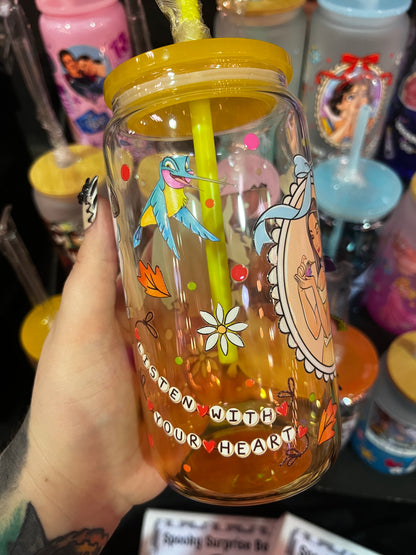 LISTEN WITH
YOUR HEART
Spooky Surprise Bo